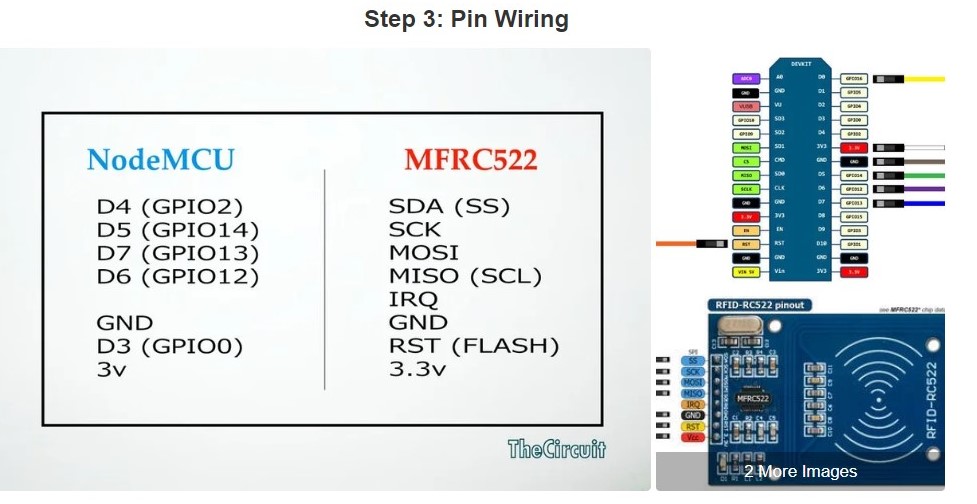 Step 3: Pin Wiring
NodeMCU MFRC522
D4 (GPIO2) SDA (SS)
D5 (GPIO14) SCK
D7 (GPIO13) MOSI
D6 (GPIO12) MISO (SCL)
IRQ
GND GND
D3 (GPIO0) RST (FLASH)
3v 3.3v
TheCircuit
DEVKIT
ADC0 A0 D0 GPIO16
GND GND D1 GPIO5
VU D2 GPIO4
GPIO10 SD3 D3 GPIO0
GPIO9 SD2 D4 GPIO2
MOSI SD1 3V3 3.3V
CS CMD GND GND
MISO SD0 D5 GPIO14
SCLK CLK D6 GPIO12
GND GND D7 GPIO13
3.3V 3V3 D8 GPIO15
EN EN D9 GPIO3
RST RST D10 GPIO1
GND GND GND GND
VIN 5V Vin 3V3 3.3V
RFID-RC522 pinout
see MFRC522* chip data
SPI
SS
SCK
MOSI
MISO
IRQ
GND
RST
Vcc
MFRC522
RFID-RC522
2 More Images